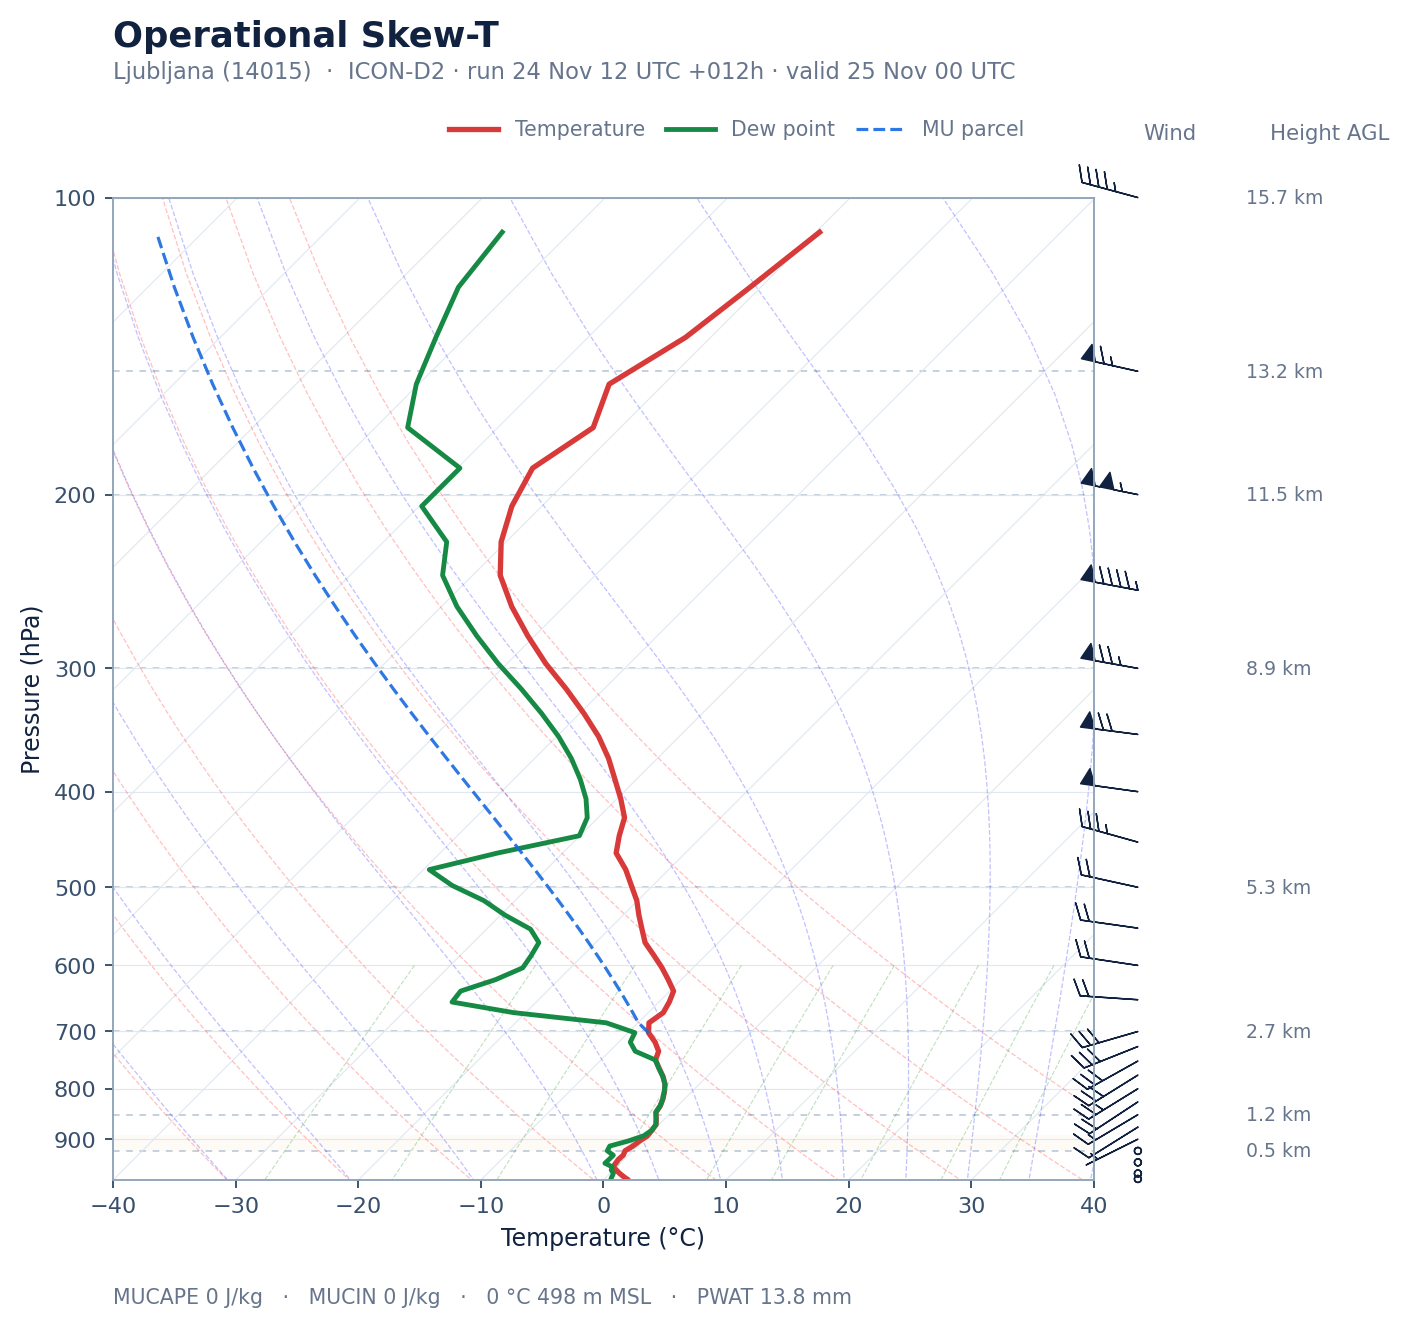 Operational Skew-T
Ljubljana (14015)  ·  ICON-D2 · run 24 Nov 12 UTC +012h · valid 25 Nov 00 UTC
Temperature   Dew point   MU parcel   Wind   Height AGL
100   15.7 km
13.2 km
200   11.5 km
300   8.9 km
400
500   5.3 km
600
700   2.7 km
800
1.2 km
900
0.5 km
Pressure (hPa)
−40   −30   −20   −10   0   10   20   30   40
Temperature (°C)
MUCAPE 0 J/kg   ·   MUCIN 0 J/kg   ·   0 °C 498 m MSL   ·   PWAT 13.8 mm